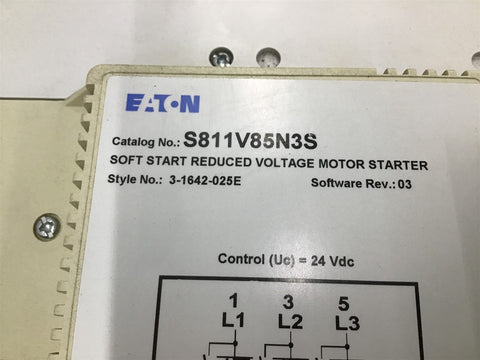 EATON
Catalog No.: S811V85N3S
SOFT START REDUCED VOLTAGE MOTOR STARTER
Style No.: 3-1642-025E Software Rev.: 03
Control (Uc) = 24 Vdc
1 3 5
L1 L2 L3